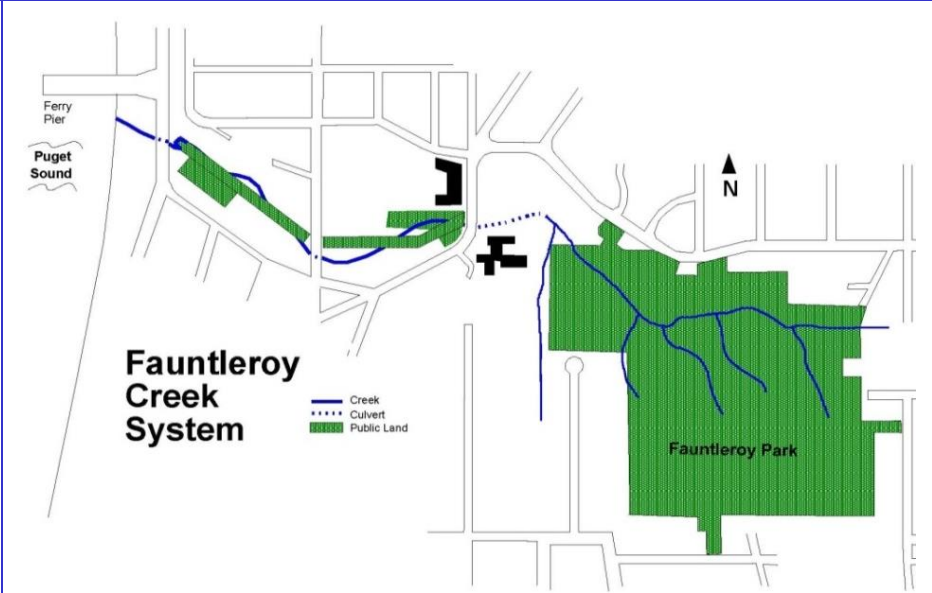 Ferry
Pier
Puget
Sound
N
Fauntleroy
Creek
System
Creek
Culvert
Public Land
Fauntleroy Park